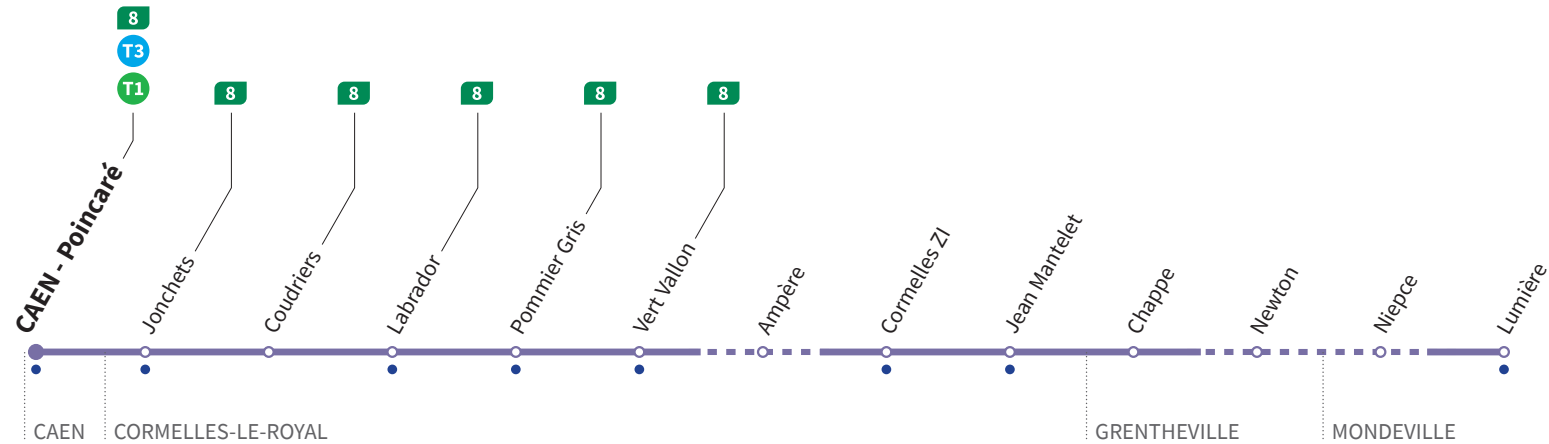 8
T3
T1
8
8
8
8
8
CAEN - Poincaré
Jonchets
Coudriers
Labrador
Pommier Gris
Vert Vallon
Ampère
Cormelles ZI
Jean Mantelet
Chappe
Newton
Niepce
Lumière
CAEN
CORMELLES-LE-ROYAL
GRENTHEVILLE
MONDEVILLE